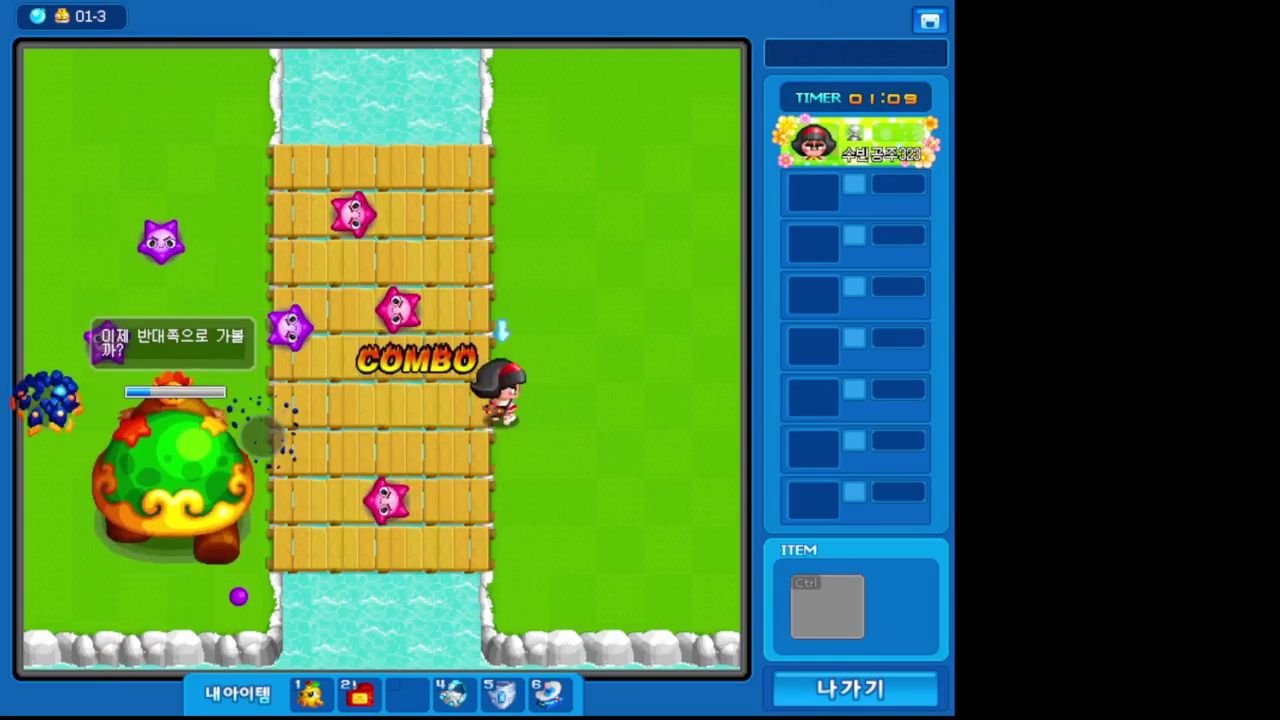 01-3
TIMER 01:09
수빈공주323
이제 반대쪽으로 가볼
까?
COMBO
ITEM
Ctrl
내 아이템
1
2
4
5
6
나가기